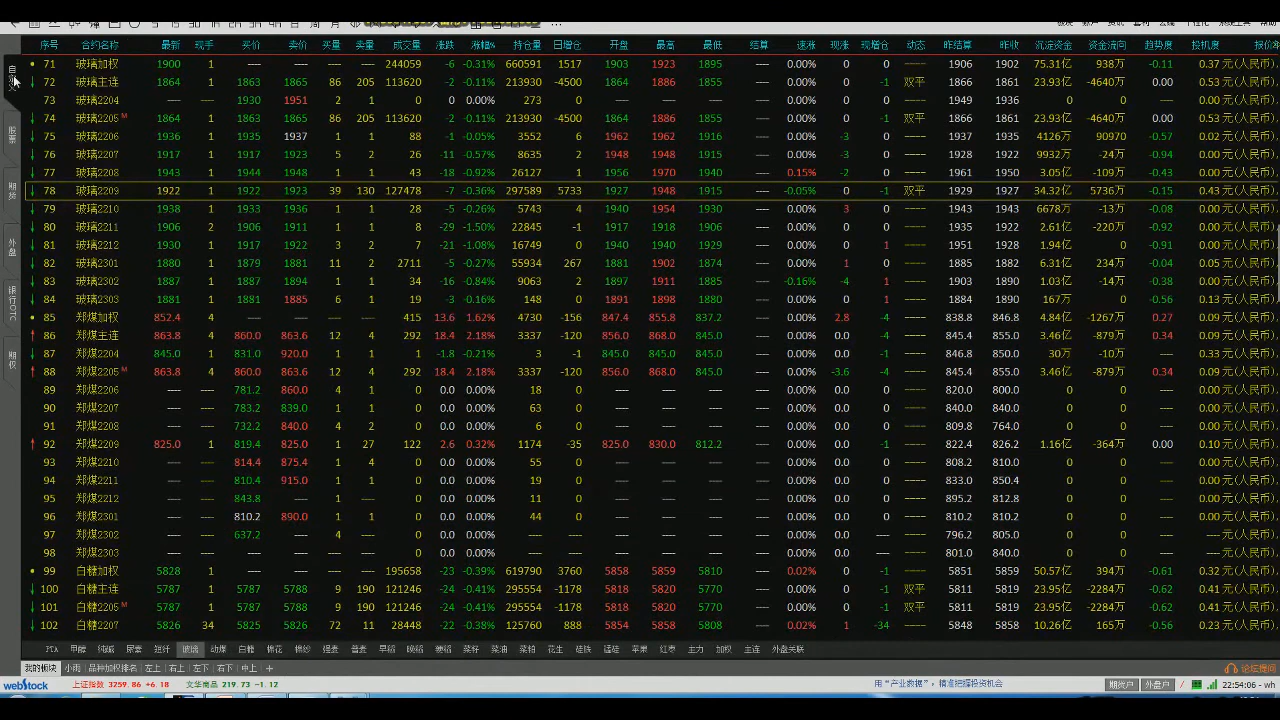 序号 合约名称 最新 现手 买价 卖价 买量 卖量 成交量 涨跌 涨幅% 持仓量 日增仓 开盘 最高 最低 结算 速涨 现涨 现增仓 动态 昨结算 昨收 沉淀资金 资金流向 趋势度 投机度
71 玻璃加权 1900 1 ---- ---- 244059 -6 -0.31% 660591 1517 1903 1923 1895 ---- 0.00% 0.0 ---- 1906 1902 75.31亿 938万 -0.11 0.37 元(人民币)
72 玻璃主连 1864 1 1863 1865 86 205 113620 -2 -0.11% 213930 -4500 1864 1886 1855 ---- 0.00% 0 -1 双平 1866 1861 23.93亿 -4640万 0.00 0.53 元(人民币)
73 玻璃2204 ---- ---- 1930 1951 2 1 0 0 0.00% 273 0 ---- ---- ---- ---- 0.00% 0 0 ---- 1949 1936 0 0 ---- 0.00 元(人民币)
74 玻璃2205 M 1864 1 1863 1865 86 205 113620 -2 -0.11% 213930 -4500 1864 1886 1855 ---- 0.00% 0 -1 双平 1866 1861 23.93亿 -4640万 0.00 0.53 元(人民币)
75 玻璃2206 1936 1 1935 1937 1 1 88 -1 -0.05% 3552 6 1962 1962 1916 ---- 0.00% -3 0 ---- 1937 1935 4126万 90970 -0.57 0.02 元(人民币)
76 玻璃2207 1917 1 1917 1923 5 2 26 -11 -0.57% 8635 2 1948 1948 1915 ---- 0.00% -3 0 ---- 1928 1922 9932万 -24万 -0.94 0.00 元(人民币)
77 玻璃2208 1943 1 1944 1948 1 1 43 -18 -0.92% 26127 1 1956 1970 1940 ---- 0.15% -2 0 ---- 1961 1950 3.05亿 -109万 -0.43 0.00 元(人民币)
78 玻璃2209 1922 1 1922 1923 39 130 127478 -7 -0.36% 297589 5733 1927 1948 1915 ---- -0.05% 0 -1 双平 1929 1927 34.32亿 5736万 -0.15 0.43 元(人民币)
79 玻璃2210 1938 1 1933 1936 1 1 28 -5 -0.26% 5743 4 1940 1954 1930 ---- 0.00% 3 0 ---- 1943 1943 6678万 -13万 -0.08 0.00 元(人民币)
80 玻璃2211 1906 2 1906 1911 1 1 8 -29 -1.50% 22845 -1 1917 1918 1906 ---- 0.00% 0 0 ---- 1935 1911 2.61亿 -220万 -0.92 0.00 元(人民币)
81 玻璃2212 1930 1 1917 1922 3 2 7 -21 -1.08% 16749 0 1940 1940 1929 ---- 0.00% 0 1 ---- 1951 1928 1.94亿 0 -0.91 0.00 元(人民币)
82 玻璃2301 1880 1 1879 1881 11 2 2711 -5 -0.27% 55934 267 1881 1902 1873 ---- 0.00% 1 0 ---- 1885 1882 6.31亿 234万 -0.04 0.05 元(人民币)
83 玻璃2302 1887 1 1887 1894 1 1 34 -16 -0.84% 9063 2 1897 1911 1885 ---- -0.16% -4 1 ---- 1903 1891 1.03亿 -14万 -0.38 0.00 元(人民币)
84 玻璃2303 1881 1 1881 1885 6 1 19 -3 -0.16% 148 0 1891 1898 1880 ---- 0.00% 0 1 ---- 1884 1890 167万 0 -0.56 0.13 元(人民币)
85 郑煤加权 852.4 4 ---- ---- 415 13.6 1.62% 4730 -156 847.4 855.8 837.2 ---- 0.00% 2.8 -4 ---- 838.8 846.8 4.84亿 -1267万 0.27 0.09 元(人民币)
86 郑煤主连 863.8 4 860.0 863.6 12 4 292 18.4 2.18% 3337 -120 856.0 868.0 845.0 ---- 0.00% 0.0 -4 ---- 845.4 855.0 3.46亿 -879万 0.34 0.09 元(人民币)
87 郑煤2204 845.0 4 831.0 920.0 1 1 1 -1.8 -0.21% 3 -1 845.0 845.0 845.0 ---- 0.00% 0.0 -1 ---- 846.8 850.0 30万 -10万 ---- 0.33 元(人民币)
88 郑煤2205 M 863.8 4 860.0 863.6 12 4 292 18.4 2.18% 3337 -120 856.0 868.0 845.0 ---- 0.00% -3.6 -4 ---- 845.4 855.0 3.46亿 -879万 0.34 0.09 元(人民币)
89 郑煤2206 ---- ---- 781.2 860.0 4 1 0 0.0 0.00% 18 0 ---- ---- ---- ---- 0.00% 0.0 0 ---- 820.0 840.0 0 0 ---- 0.00 元(人民币)
90 郑煤2207 ---- ---- 783.2 839.0 1 1 0 0.0 0.00% 63 0 ---- ---- ---- ---- 0.00% 0.0 0 ---- 840.0 840.0 0 0 ---- 0.00 元(人民币)
91 郑煤2208 ---- ---- 732.2 840.0 4 2 0 0.0 0.00% 6 0 ---- ---- ---- ---- 0.00% 0.0 0 ---- 809.8 764.0 0 0 ---- 0.00 元(人民币)
92 郑煤2209 825.0 1 819.4 825.0 1 27 122 2.6 0.32% 1174 -35 825.0 830.0 812.2 ---- 0.00% 0.0 -1 ---- 822.4 826.2 1.16亿 -364万 0.00 0.10 元(人民币)
93 郑煤2210 ---- ---- 814.4 875.4 1 4 0 0.0 0.00% 55 0 ---- ---- ---- ---- 0.00% 0.0 0 ---- 808.2 810.0 0 0 ---- 0.00 元(人民币)
94 郑煤2211 ---- ---- 810.4 915.0 1 1 0 0.0 0.00% 19 0 ---- ---- ---- ---- 0.00% 0.0 0 ---- 833.0 850.4 0 0 ---- 0.00 元(人民币)
95 郑煤2212 ---- ---- 843.8 ---- 1 0 0.0 0.00% 11 0 ---- ---- ---- ---- 0.00% 0.0 0 ---- 895.2 812.8 0 0 ---- 0.00 元(人民币)
96 郑煤2301 ---- ---- 810.2 890.0 1 1 0 0.0 0.00% 44 0 ---- ---- ---- ---- 0.00% 0.0 0 ---- 810.2 810.2 0 0 ---- 0.00 元(人民币)
97 郑煤2302 ---- ---- 637.2 4 0 0.0 0.00% 0 0 ---- ---- ---- ---- 0.00% 0.0 0 ---- 796.2 805.0 0 0 ---- ---- 元(人民币)
98 郑煤2303 ---- ---- 0 0.0 0.00% 0 0 ---- ---- ---- ---- 0.00% 0.0 0 ---- 801.0 840.0 0 0 ---- ---- 元(人民币)
99 白糖加权 5828 1 ---- ---- 195658 -23 -0.39% 619790 3760 5858 5859 5810 ---- 0.02% 0 -1 ---- 5851 5859 50.57亿 394万 -0.61 0.32 元(人民币)
100 白糖主连 5787 1 5787 5788 9 190 121246 -24 -0.41% 295554 -1178 5818 5820 5770 ---- 0.00% 0 -1 双平 5811 5819 23.95亿 -2284万 -0.62 0.41 元(人民币)
101 白糖2205 M 5787 1 5787 5788 9 190 121246 -24 -0.41% 295554 -1178 5818 5820 5770 ---- 0.00% 0 -1 双平 5811 5819 23.95亿 -2284万 -0.62 0.41 元(人民币)
102 白糖2207 5826 34 5825 5826 72 11 28448 -22 -0.38% 125760 888 5854 5858 5808 ---- 0.02% 1 -34 ---- 5848 5858 10.26亿 165万 -0.56 0.23 元(人民币)
股票
期货
外盘
银行OTC
期权
PTA 甲醇 纯碱 尿素 短纤 玻璃 动煤 白糖 棉花 棉纱 强麦 普麦 早稻 晚稻 粳稻 菜籽 菜油 菜粕 花生 硅铁 锰硅 苹果 红枣 主力 加权 主连 外盘关联
我的板块 小雨 品种加权排名 左上 右上 左下 右下 中上 +
论坛提问
webstock 上证指数 3259.86 +6.18 文华商品 219.73 -1.12 用“产业数据”,精准把握投资机会 期货户 外盘户 22:54:06 - wh